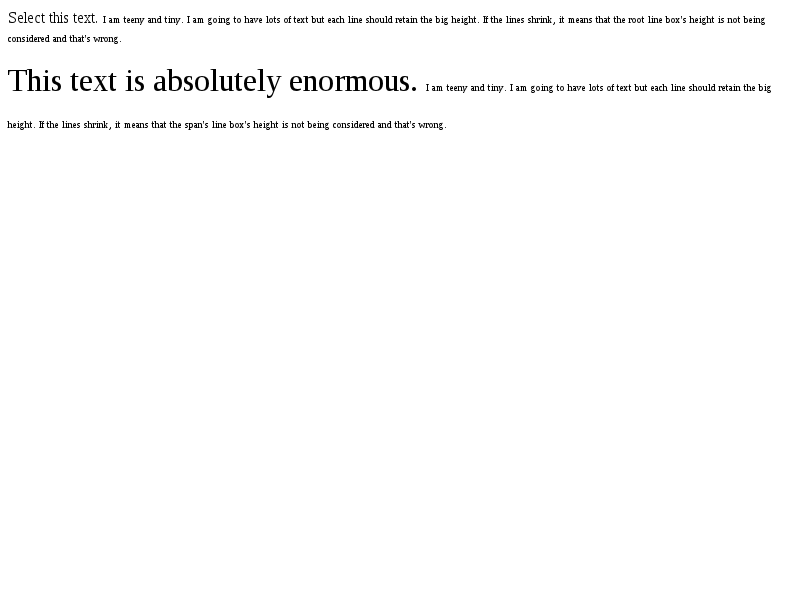 Select this text. I am teeny and tiny. I am going to have lots of text but each line should retain the big height. If the lines shrink, it means that the root line box's height is not being
considered and that's wrong.
This text is absolutely enormous. I am teeny and tiny. I am going to have lots of text but each line should retain the big
height. If the lines shrink, it means that the span's line box's height is not being considered and that's wrong.